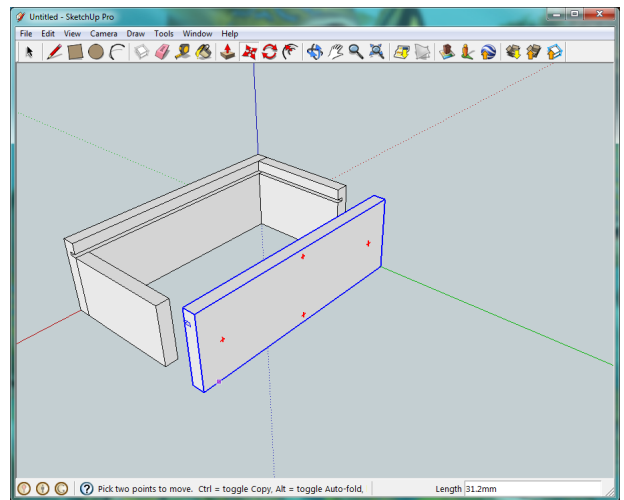 Untitled - SketchUp Pro
File Edit View Camera Draw Tools Window Help
Pick two points to move. Ctrl = toggle Copy, Alt = toggle Auto-fold, Length 31.2mm